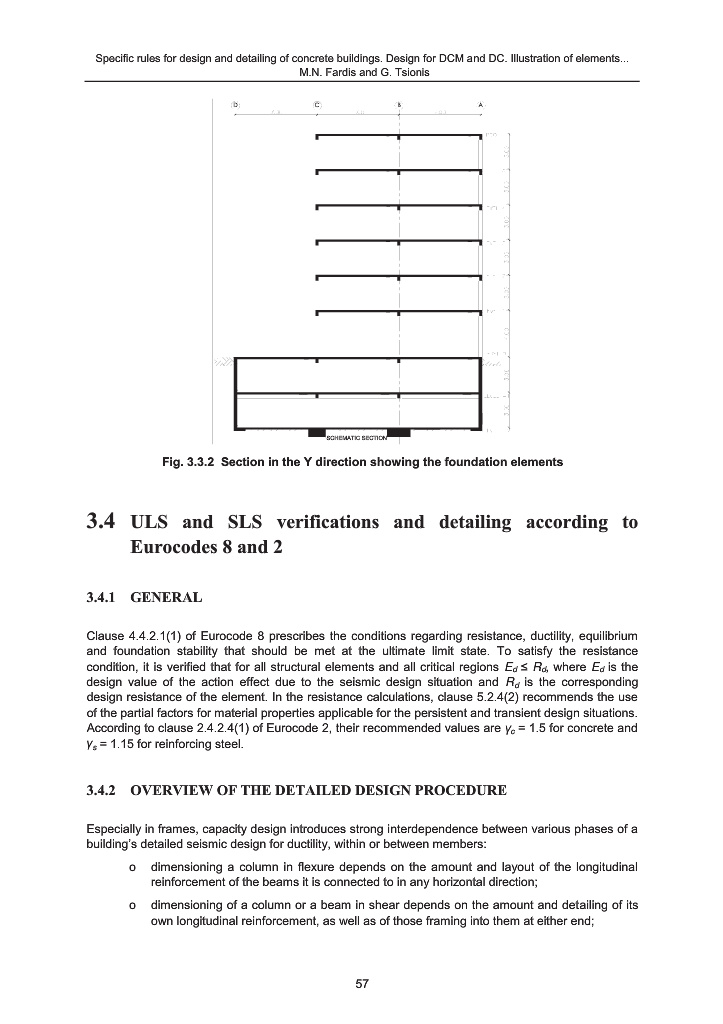 Specific rules for design and detailing of concrete buildings. Design for DCM and DC. Illustration of elements...
M.N. Fardis and G. Tsionis
D C B A
SCHEMATIC SECTION
Fig. 3.3.2 Section in the Y direction showing the foundation elements
3.4 ULS and SLS verifications and detailing according to
Eurocodes 8 and 2
3.4.1 GENERAL
Clause 4.4.2.1(1) of Eurocode 8 prescribes the conditions regarding resistance, ductility, equilibrium
and foundation stability that should be met at the ultimate limit state. To satisfy the resistance
condition, it is verified that for all structural elements and all critical regions Ed ≤ Rd, where Ed is the
design value of the action effect due to the seismic design situation and Rd is the corresponding
design resistance of the element. In the resistance calculations, clause 5.2.4(2) recommends the use
of the partial factors for material properties applicable for the persistent and transient design situations.
According to clause 2.4.2.4(1) of Eurocode 2, their recommended values are γc = 1.5 for concrete and
γs = 1.15 for reinforcing steel.
3.4.2 OVERVIEW OF THE DETAILED DESIGN PROCEDURE
Especially in frames, capacity design introduces strong interdependence between various phases of a
building's detailed seismic design for ductility, within or between members:
o dimensioning a column in flexure depends on the amount and layout of the longitudinal
reinforcement of the beams it is connected to in any horizontal direction;
o dimensioning of a column or a beam in shear depends on the amount and detailing of its
own longitudinal reinforcement, as well as of those framing into them at either end;
57